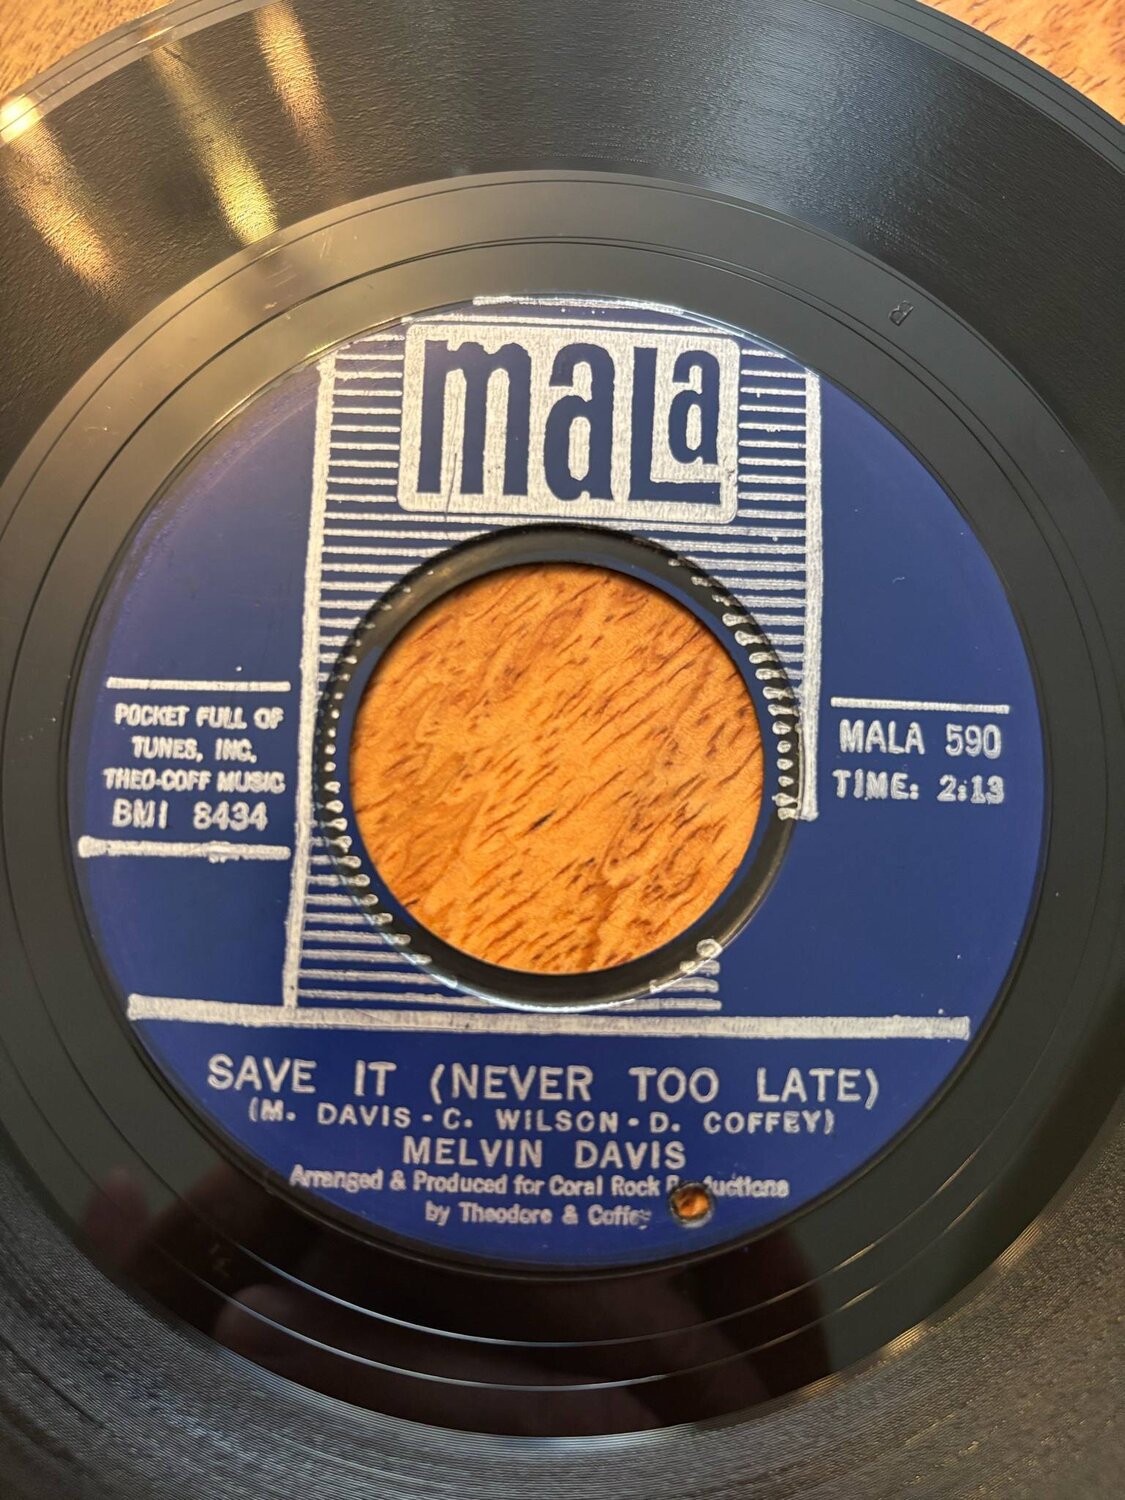 mala
POCKET FULL OF
TUNES, INC.
THEO-COFF MUSIC
BMI 8434
MALA 590
TIME: 2:13
SAVE IT (NEVER TOO LATE)
(M. DAVIS - C. WILSON - D. COFFEY)
MELVIN DAVIS
Arranged & Produced for Coral Rock
by Theodore & Coffey